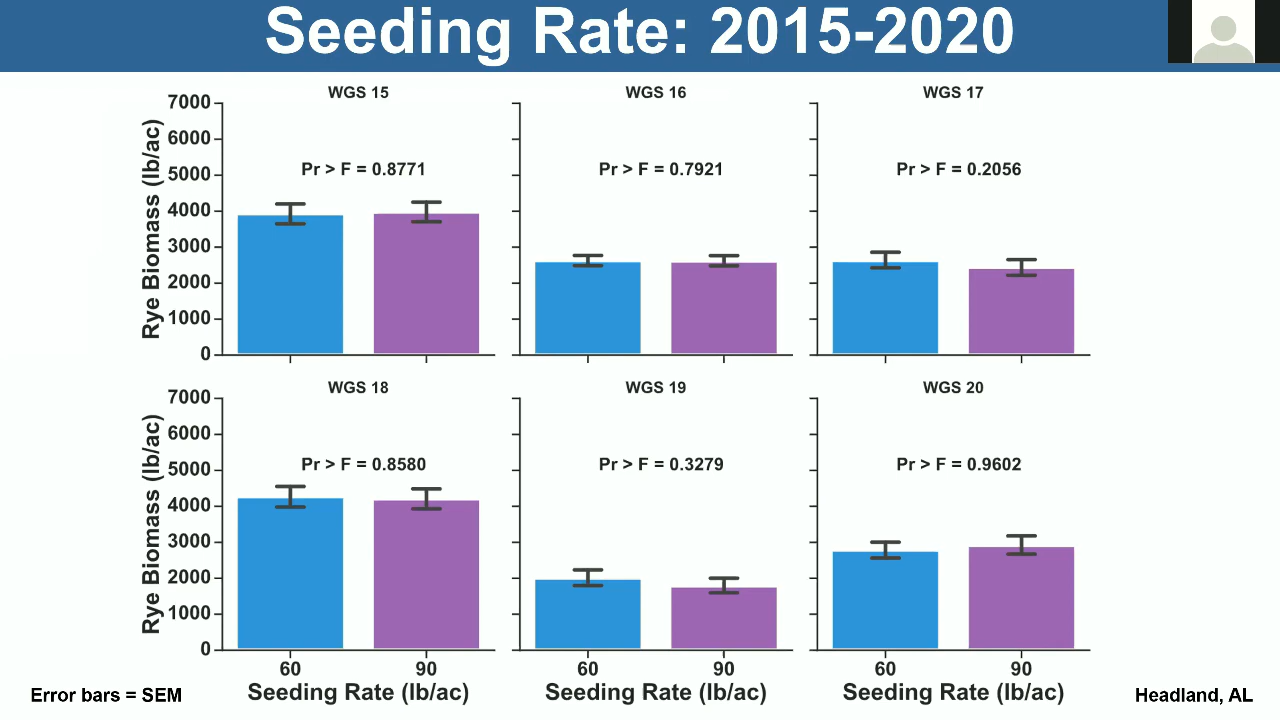 Seeding Rate: 2015-2020
WGS 15
WGS 16
WGS 17
7000
6000
5000
4000
3000
2000
1000
0
Rye Biomass (lb/ac)
Pr > F = 0.8771
Pr > F = 0.7921
Pr > F = 0.2056
WGS 18
WGS 19
WGS 20
7000
6000
5000
4000
3000
2000
1000
0
Rye Biomass (lb/ac)
Pr > F = 0.8580
Pr > F = 0.3279
Pr > F = 0.9602
60 90
60 90
60 90
Seeding Rate (lb/ac)
Seeding Rate (lb/ac)
Seeding Rate (lb/ac)
Error bars = SEM
Headland, AL